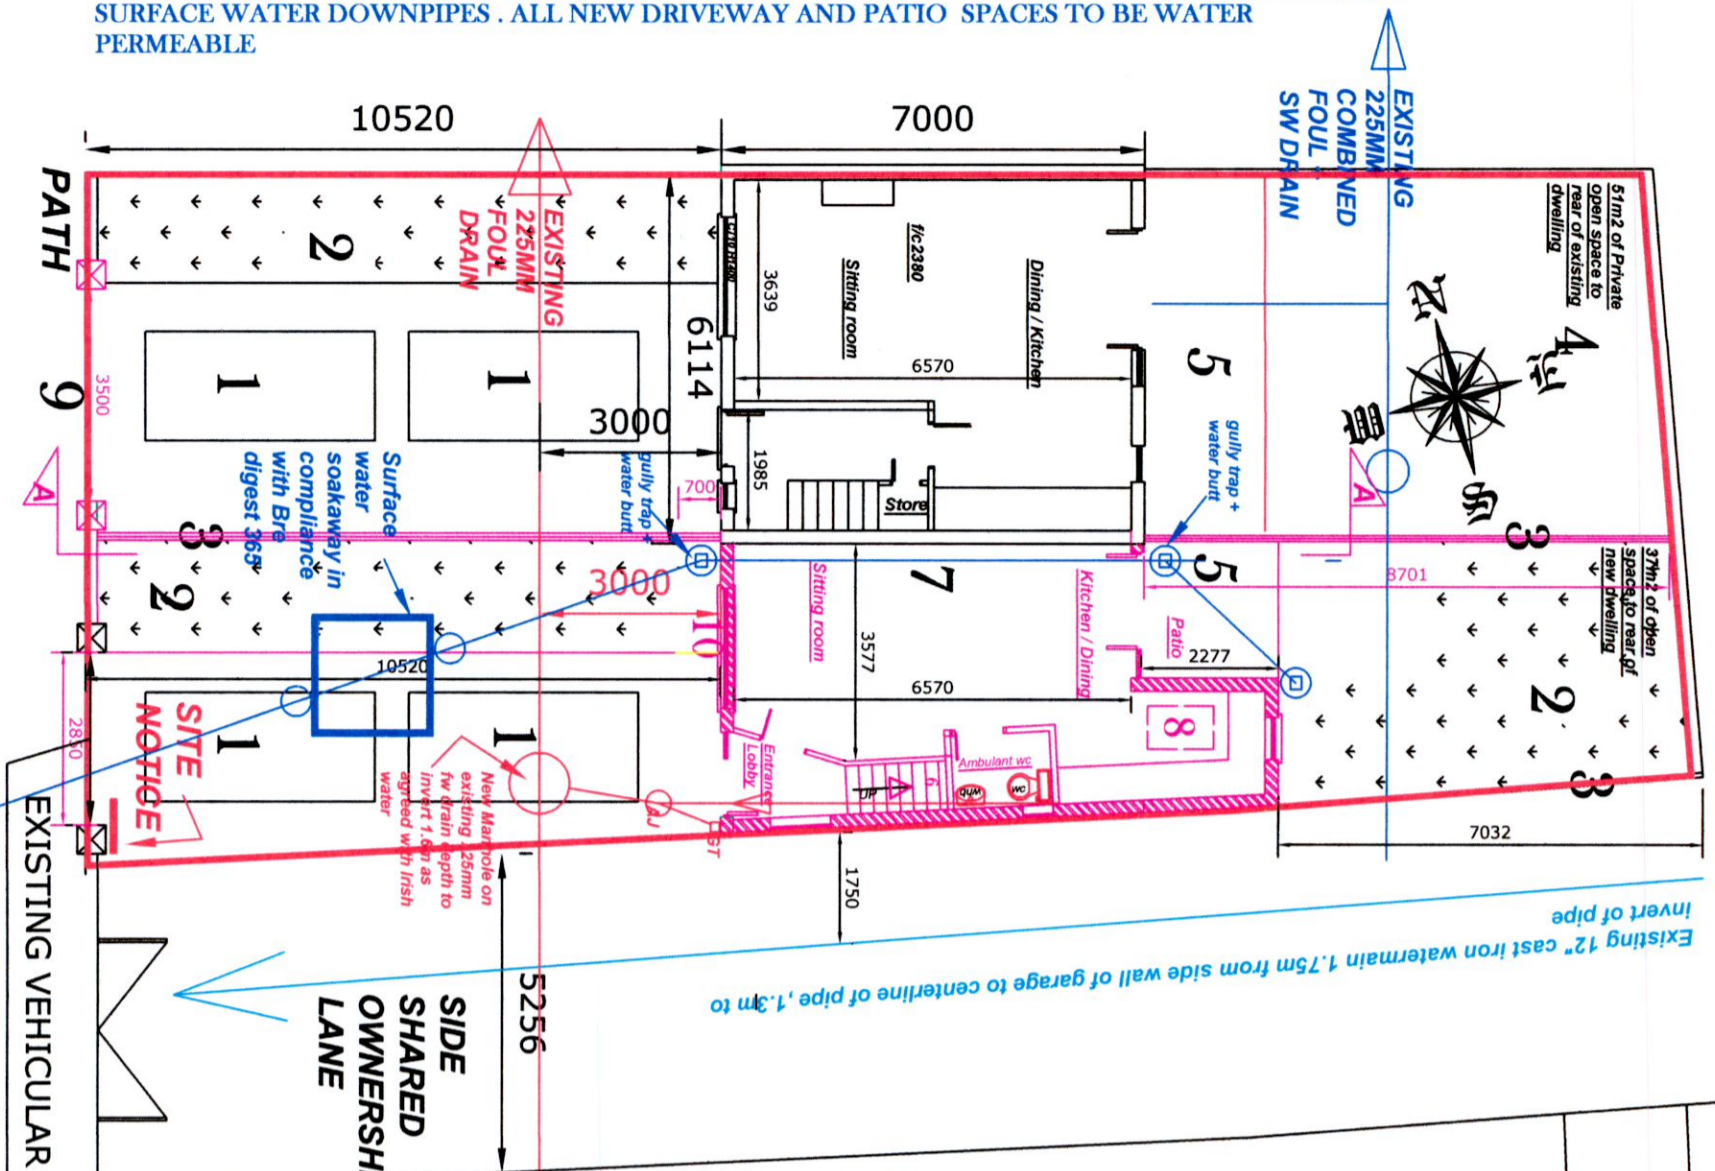 SURFACE WATER DOWNPIPES . ALL NEW DRIVEWAY AND PATIO SPACES TO BE WATER
PERMEABLE
10520
7000
EXISTING
225MM
COMBINED
FOUL
SW DRAIN
PATH
2
EXISTING
225MM
FOUL
DRAIN
3639
Sitting room
f/c2380
Dining / Kitchen
6570
6114
51m2 of Private
open space to
rear of existing
dwelling
4
N
W
E
S
5
1
1
9
3500
3000
1985
Store
gully trap +
water butt
gully trap +
water butt
700
A
A
Surface
water
soakaway in
compliance
with Bre
digest 365
3
3
2
3000
10
Sitting room
7
3577
Kitchen / Dining
5
8701
37m2 of open
space to rear of
new dwelling
Patio
2277
6570
2
10520
8
3
1
1
2850
SITE
NOTICE
New Manhole on
existing 225mm
fw drain depth to
invert 1.6m as
agreed with Irish
water
AJ
GT
Entrance
Lobby
UP
9
Ambulant wc
whb
wc
7032
1750
Existing 12" cast iron watermain 1.75m from side wall of garage to centerline of pipe ,1.3m to
invert of pipe
5256
SIDE
SHARED
OWNERSH
LANE
EXISTING VEHICULAR